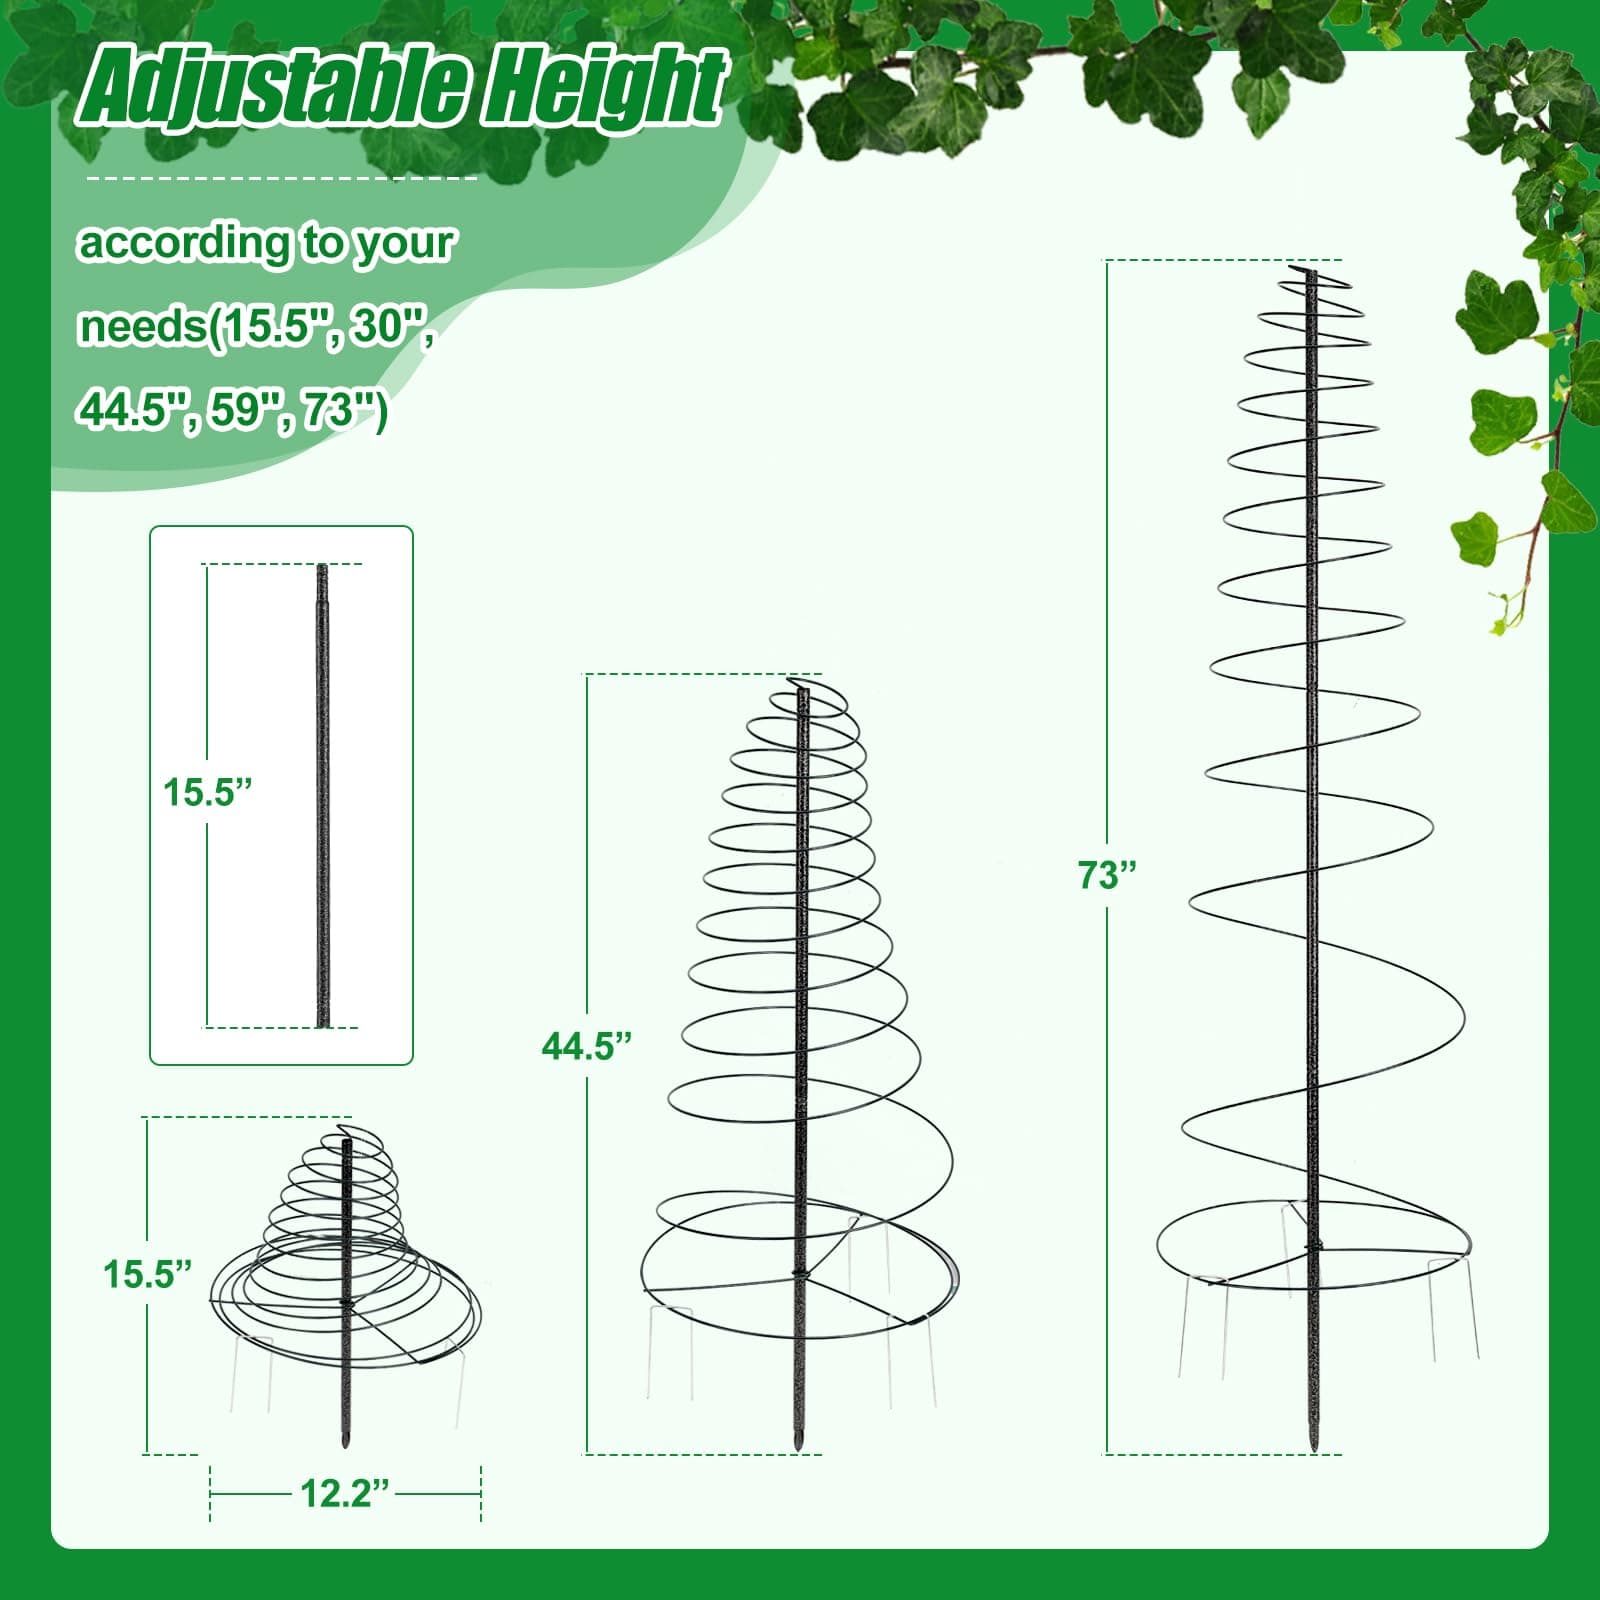 Adjustable Height
according to your
needs(15.5", 30",
44.5", 59", 73")
15.5”
15.5”
12.2”
44.5”
73”